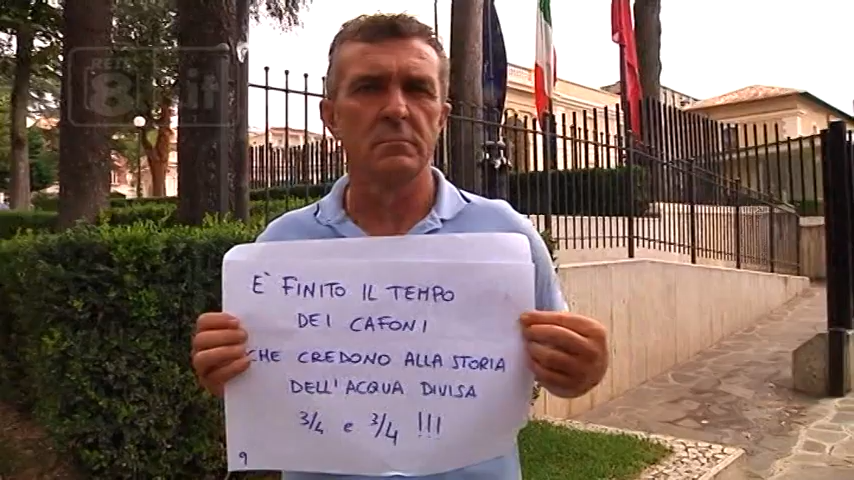 RETE
8.it
È FINITO IL TEMPO
DEI CAFONI
CHE CREDONO ALLA STORIA
DELL'ACQUA DIVISA
3/4 e 3/4 !!!
9